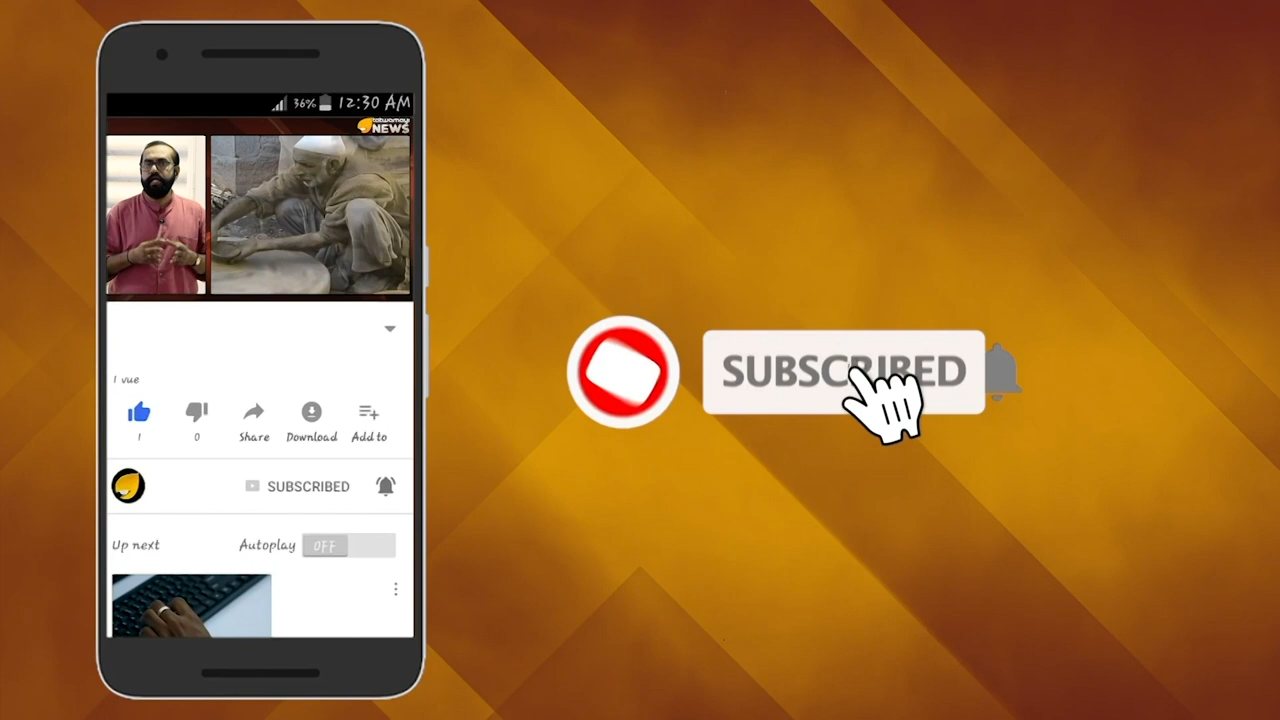 36%
12:30 AM
tatwamayi
NEWS
1 vue
1
0
Share
Download
Add to
SUBSCRIBED
Up next
Autoplay
OFF
SUBSCRIBED